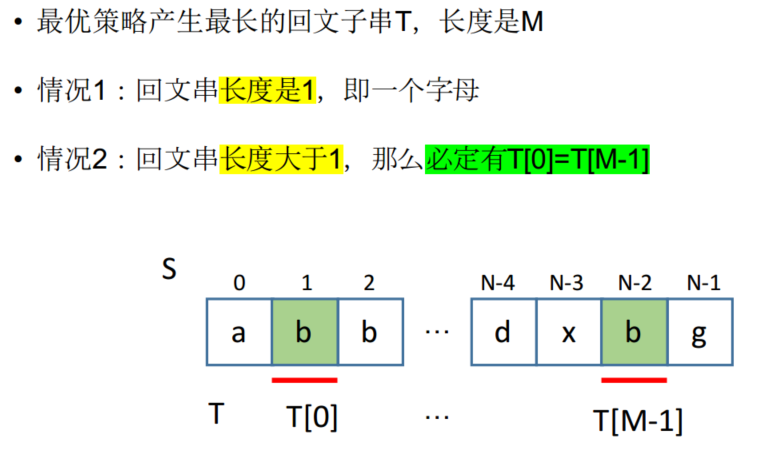 • 最优策略产生最长的回文子串T，长度是M
• 情况1：回文串长度是1，即一个字母
• 情况2：回文串长度大于1，那么必定有T[0]=T[M-1]
S
0 1 2 N-4 N-3 N-2 N-1
a b b … d x b g
T T[0] … T[M-1]